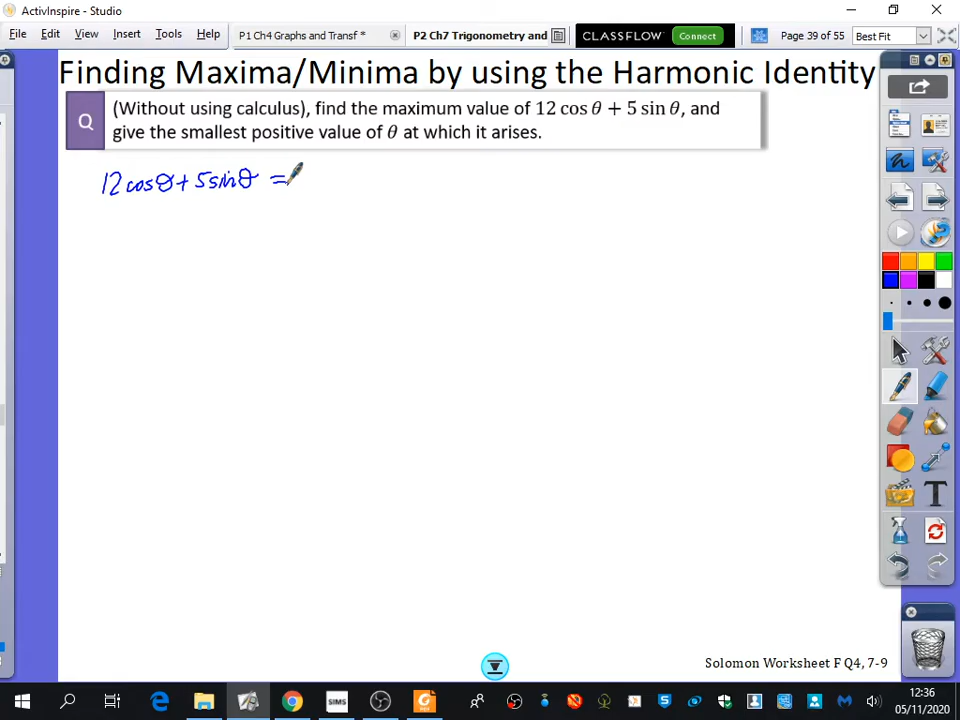 ActivInspire - Studio
File Edit View Insert Tools Help P1 Ch4 Graphs and Transf * P2 Ch7 Trigonometry and CLASSFLOW Connect Page 39 of 55 Best Fit
Finding Maxima/Minima by using the Harmonic Identity
Q
(Without using calculus), find the maximum value of 12 cos θ + 5 sin θ, and
give the smallest positive value of θ at which it arises.
12 cosθ + 5 sinθ =
T
Solomon Worksheet F Q4, 7-9
SIMS
12:36
05/11/2020